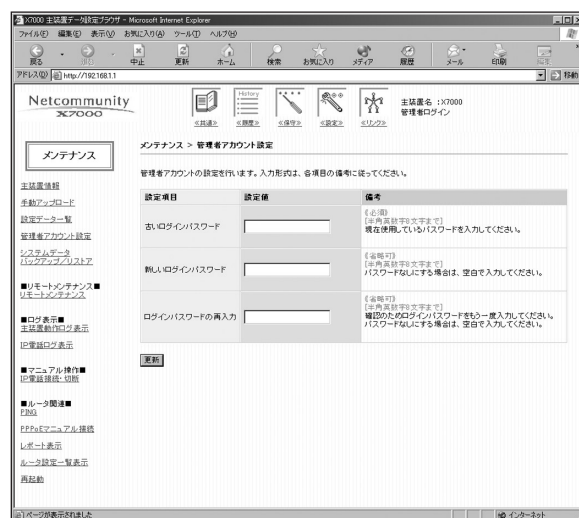 X7000 主装置データ設定ブラウザ - Microsoft Internet Explorer
ファイル(F) 編集(E) 表示(V) お気に入り(A) ツール(T) ヘルプ(H)
戻る 進む 中止 更新 ホーム 検索 お気に入り メディア 履歴 メール 印刷 編集
アドレス(D) http://192.168.1.1 移動
Netcommunity
X7000
History
≪共通≫ ≪履歴≫ ≪保守≫ ≪設定≫ ≪リンク≫
主装置名 :X7000
管理者ログイン
メンテナンス
メンテナンス > 管理者アカウント設定
管理者アカウントの設定を行います。入力形式は、各項目の備考に従ってください。
主装置情報
手動アップロード
設定データ一覧
管理者アカウント設定
システムデータ
バックアップ/リストア
■リモートメンテナンス■
リモートメンテナンス
■ログ表示■
主装置動作ログ表示
IP電話ログ表示
■マニュアル操作■
IP電話接続・切断
■ルータ関連■
PING
PPPoEマニュアル接続
レポート表示
ルータ設定一覧表示
再起動
設定項目 設定値 備考
古いログインパスワード
《必須》
[半角英数字8文字まで]
現在使用しているパスワードを入力してください。
新しいログインパスワード
《省略可》
[半角英数字8文字まで]
パスワードなしにする場合は、空白で入力してください。
ログインパスワードの再入力
《省略可》
[半角英数字8文字まで]
確認のためログインパスワードをもう一度入力してください。
パスワードなしにする場合は、空白で入力してください。
更新
ページが表示されました インターネット